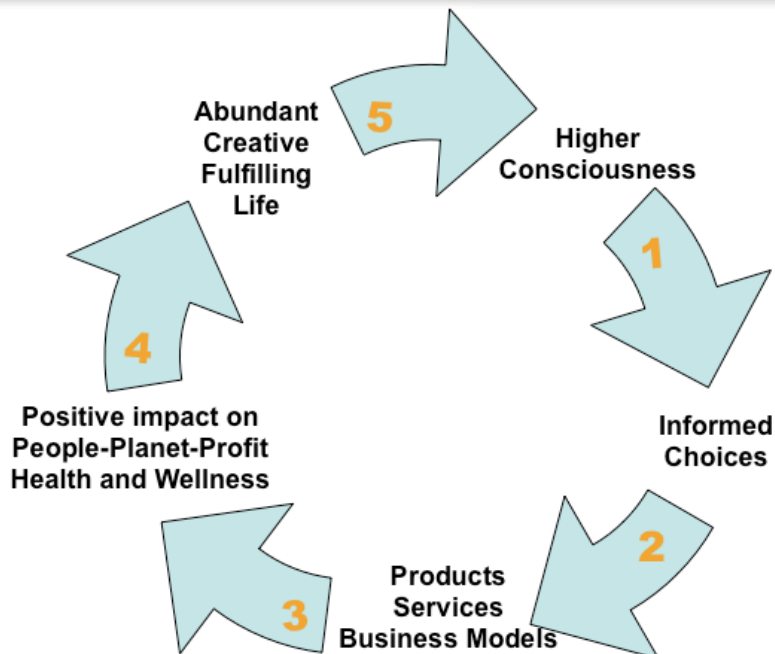 Abundant
Creative
Fulfilling
Life
5
Higher
Consciousness
1
Informed
Choices
2
Products
Services
Business Models
3
Positive impact on
People-Planet-Profit
Health and Wellness
4